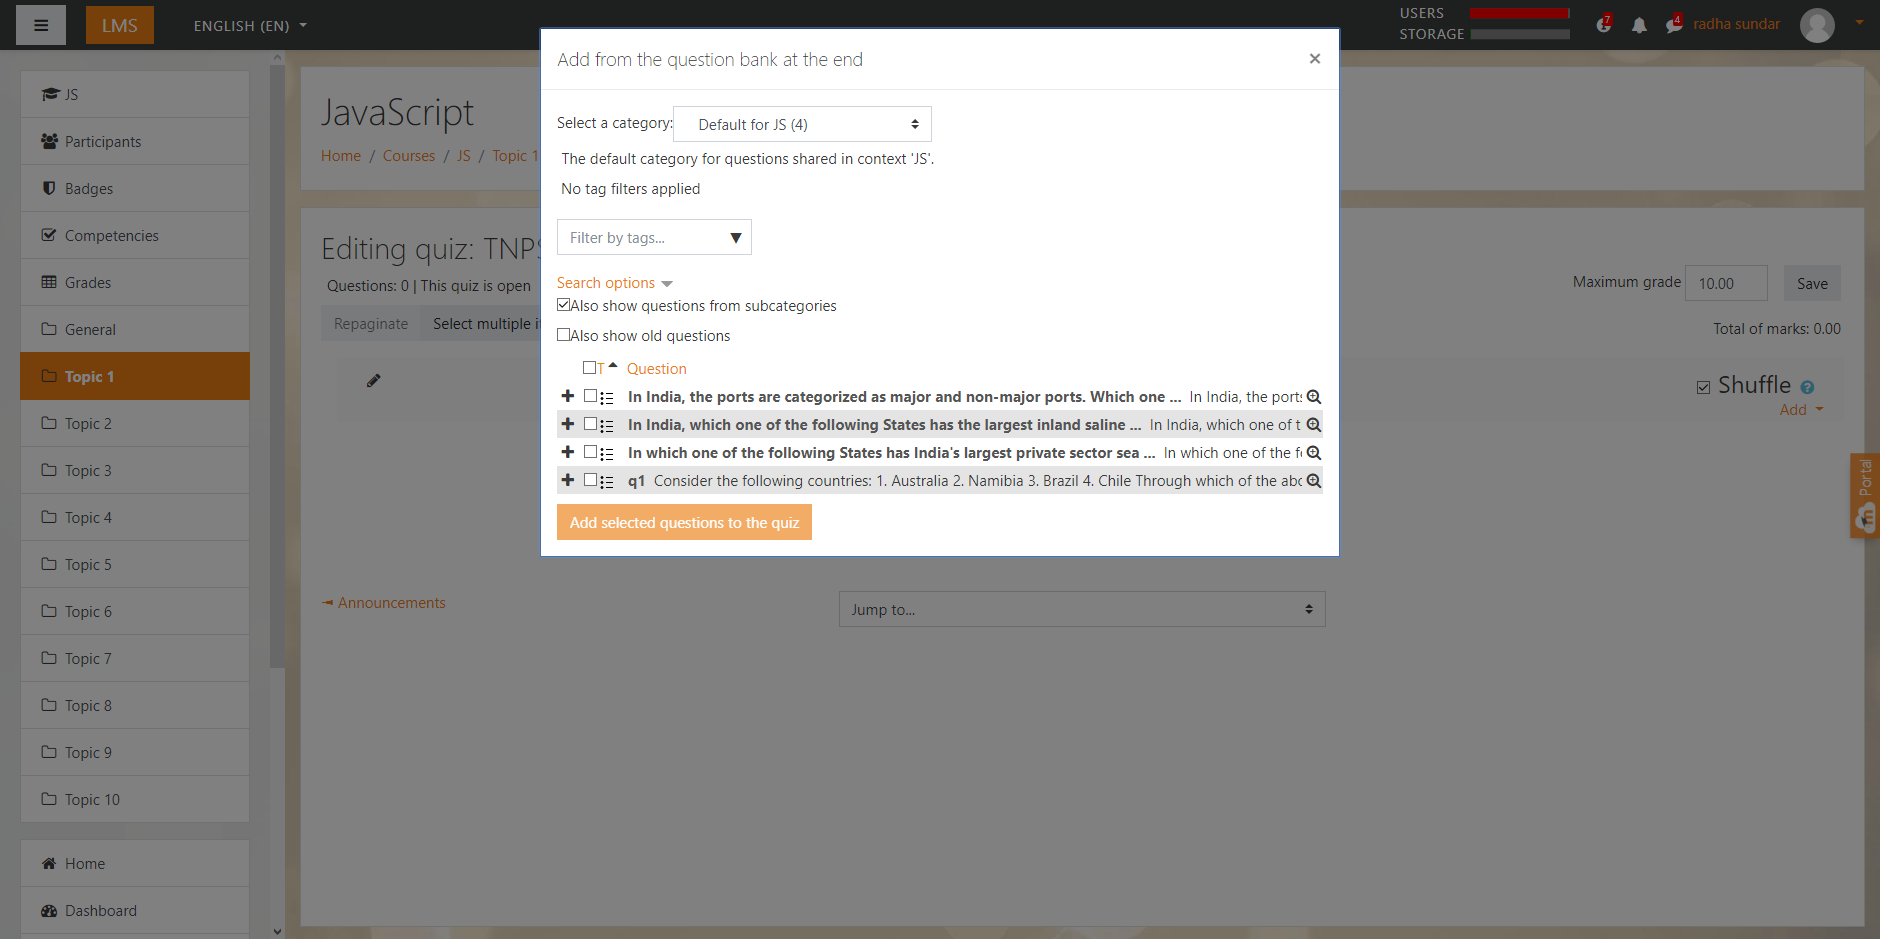 LMS
ENGLISH (EN)
USERS
STORAGE
7
4
radha sundar
JS
Participants
Badges
Competencies
Grades
General
Topic 1
Topic 2
Topic 3
Topic 4
Topic 5
Topic 6
Topic 7
Topic 8
Topic 9
Topic 10
Home
Dashboard
JavaScript
Home / Courses / JS / Topic 1
Editing quiz: TNPS
Questions: 0 | This quiz is open
Repaginate
Select multiple i
Maximum grade 10.00 Save
Total of marks: 0.00
Shuffle
Add
Add from the question bank at the end
×
Select a category: Default for JS (4)
The default category for questions shared in context 'JS'.
No tag filters applied
Filter by tags... ▼
Search options
Also show questions from subcategories
Also show old questions
T Question
In India, the ports are categorized as major and non-major ports. Which one ... In India, the ports
In India, which one of the following States has the largest inland saline ... In India, which one of t
In which one of the following States has India's largest private sector sea ... In which one of the f
q1 Consider the following countries: 1. Australia 2. Namibia 3. Brazil 4. Chile Through which of the abo
Add selected questions to the quiz
Portal
m
Announcements
Jump to...